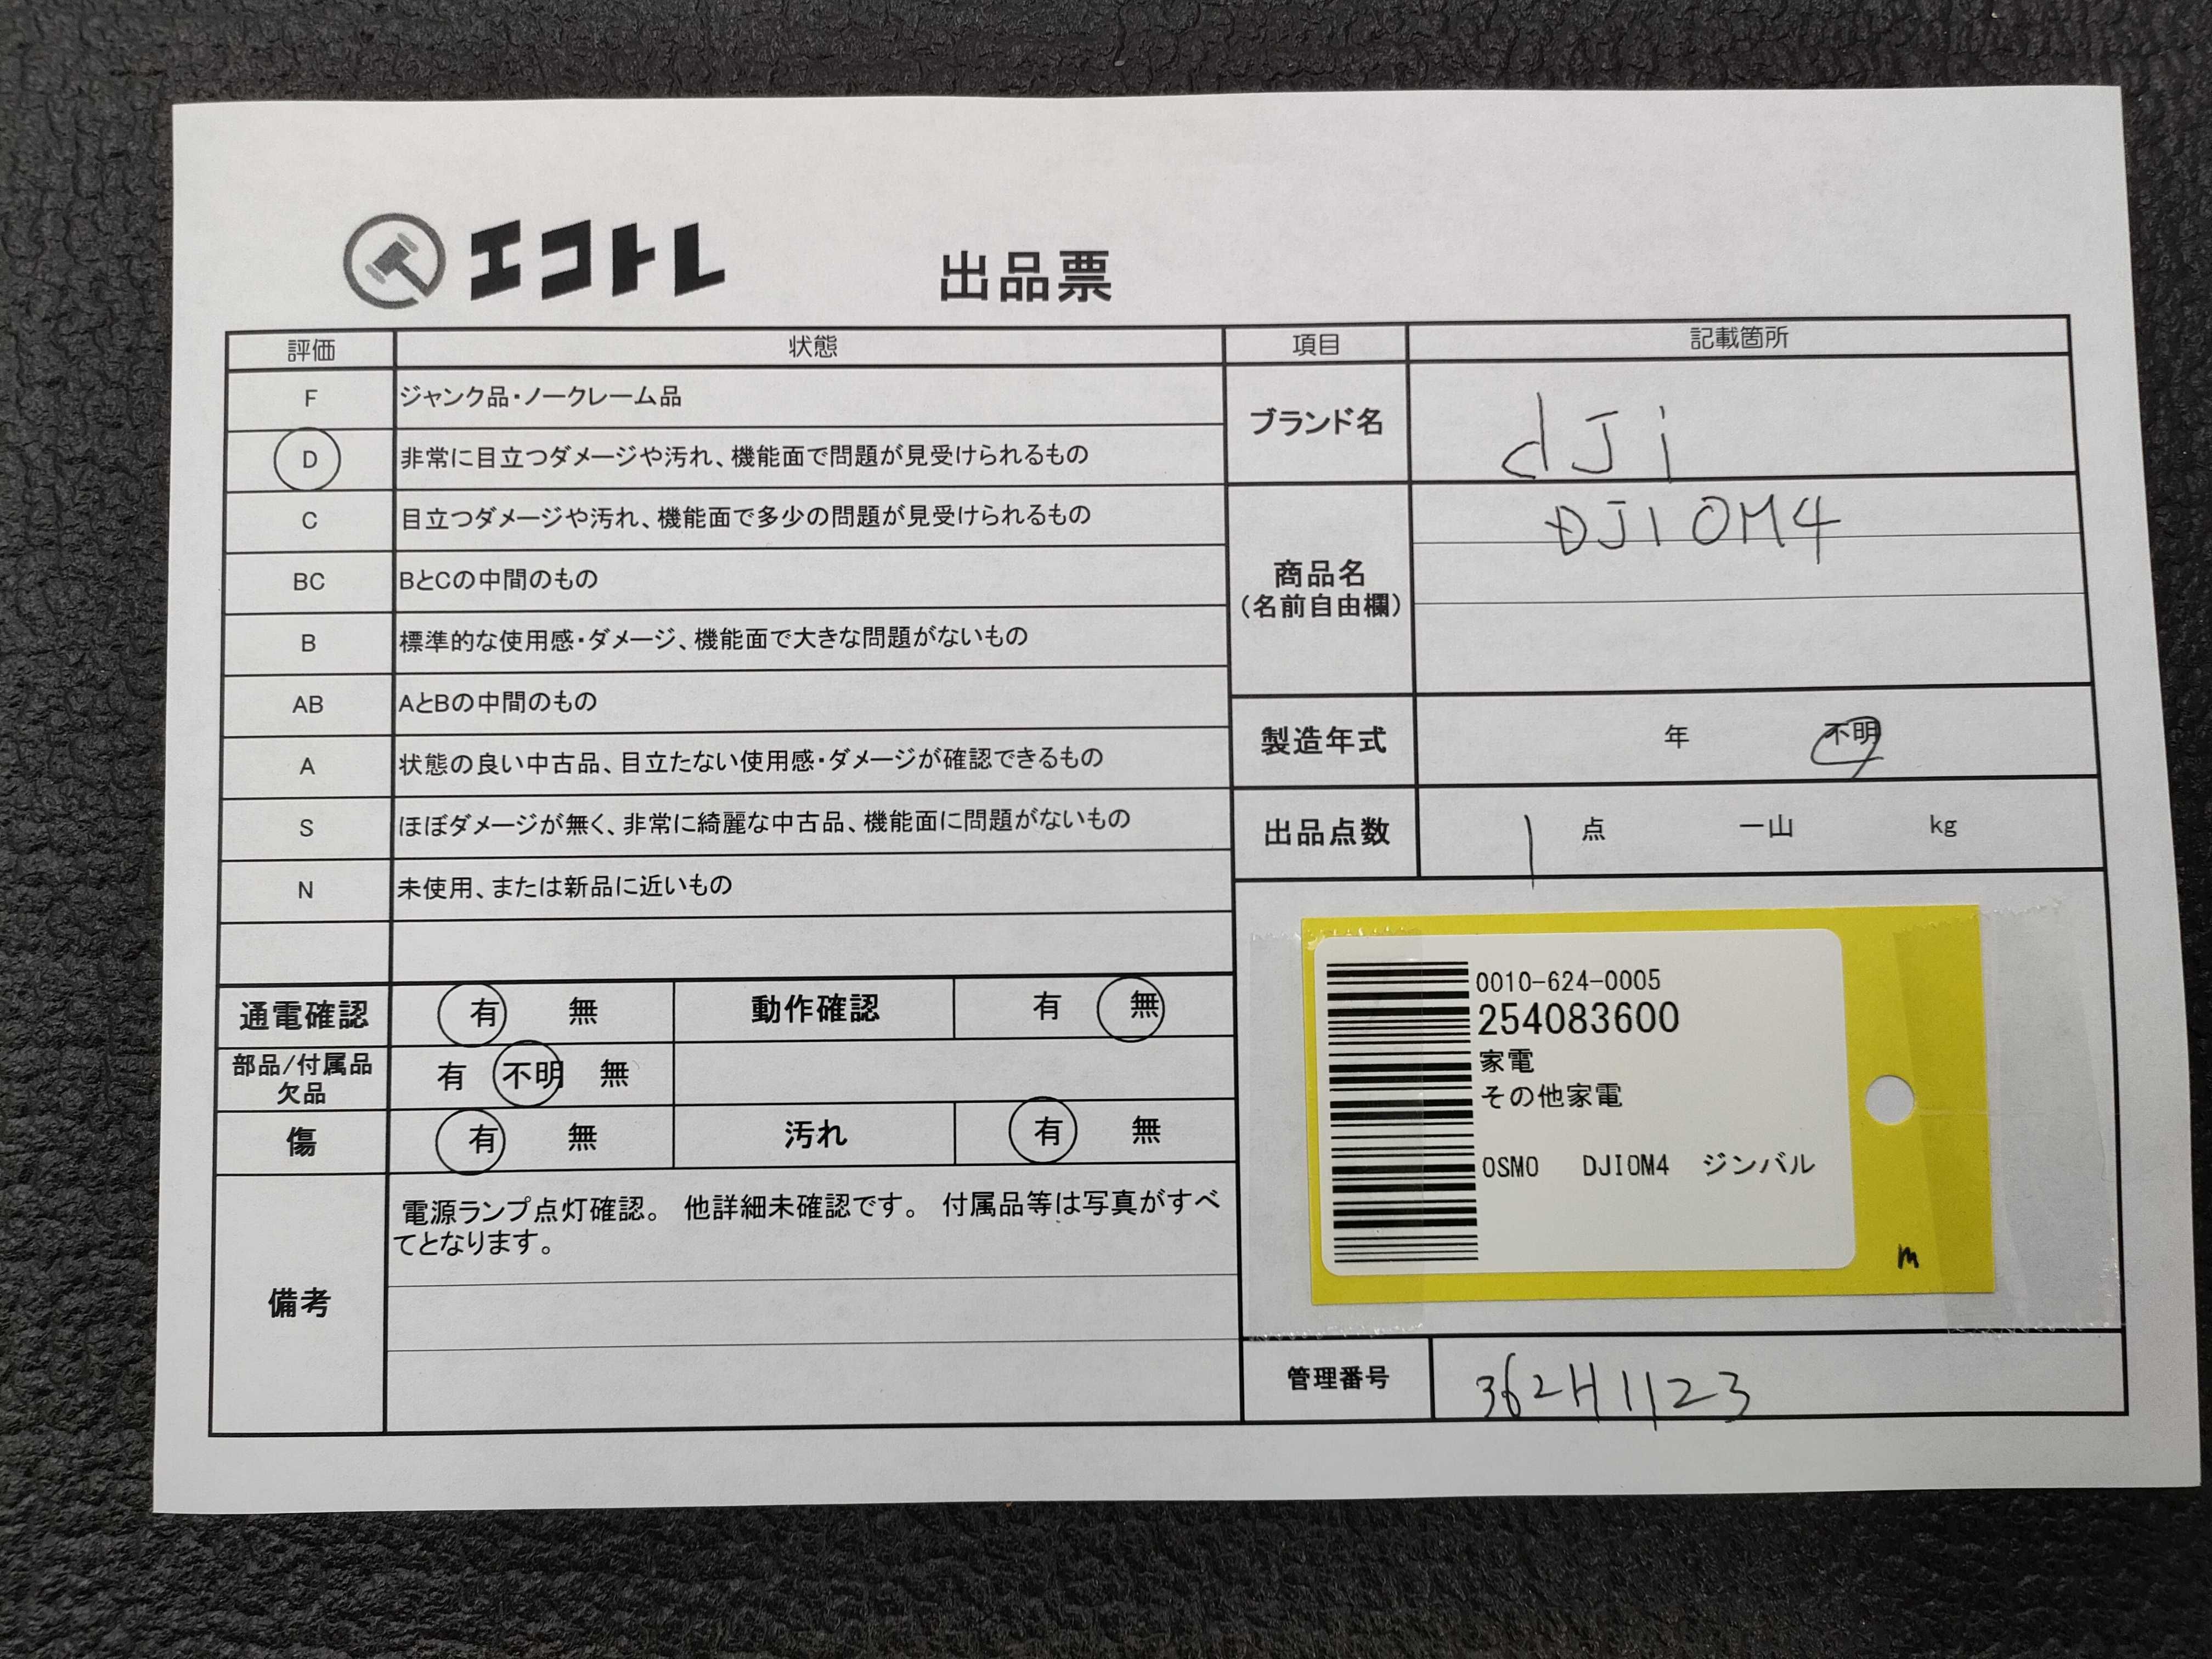 エコトレ
出品票
評価 状態
F ジャンク品・ノークレーム品
D 非常に目立つダメージや汚れ、機能面で問題が見受けられるもの
C 目立つダメージや汚れ、機能面で多少の問題が見受けられるもの
BC BとCの中間のもの
B 標準的な使用感・ダメージ、機能面で大きな問題がないもの
AB AとBの中間のもの
A 状態の良い中古品、目立たない使用感・ダメージが確認できるもの
S ほぼダメージが無く、非常に綺麗な中古品、機能面に問題がないもの
N 未使用、または新品に近いもの
通電確認 有 無 動作確認 有 無
部品/付属品
欠品 有 不明 無
傷 有 無 汚れ 有 無
備考
電源ランプ点灯確認。 他詳細未確認です。 付属品等は写真がすべ
てとなります。
項目 記載箇所
ブランド名 dJi
商品名
(名前自由欄)
DJIOM4
製造年式 年 不明
出品点数 1 点 一山 kg
0010-624-0005
254083600
家電
その他家電
OSMO DJIOM4 ジンバル
m
管理番号 362H1123